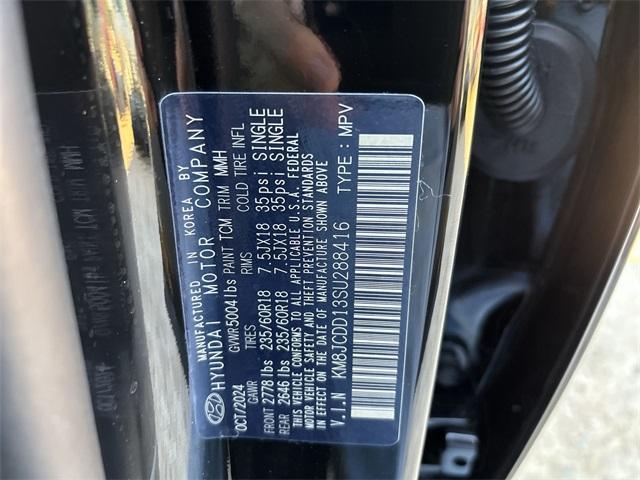 MANUFACTURED IN KOREA BY
HYUNDAI MOTOR COMPANY
OCT/2024 GVWR 5004 lbs PAINT TCM TRIM MMH
GAWR TIRES RIMS COLD TIRE INFL
FRONT 2778 lbs 235/60R18 7.5JX18 35psi SINGLE
REAR 2646 lbs 235/60R18 7.5JX18 35psi SINGLE
THIS VEHICLE CONFORMS TO ALL APPLICABLE U.S.A. FEDERAL
MOTOR VEHICLE SAFETY AND THEFT PREVENTION STANDARDS
IN EFFECT ON THE DATE OF MANUFACTURE SHOWN ABOVE
V.I.N KM8JCDD18SU288416 TYPE : MPV